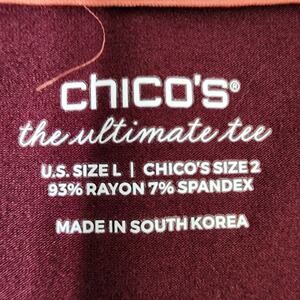 chico's®
the ultimate tee
U.S. SIZE L | CHICO'S SIZE 2
93% RAYON 7% SPANDEX
MADE IN SOUTH KOREA